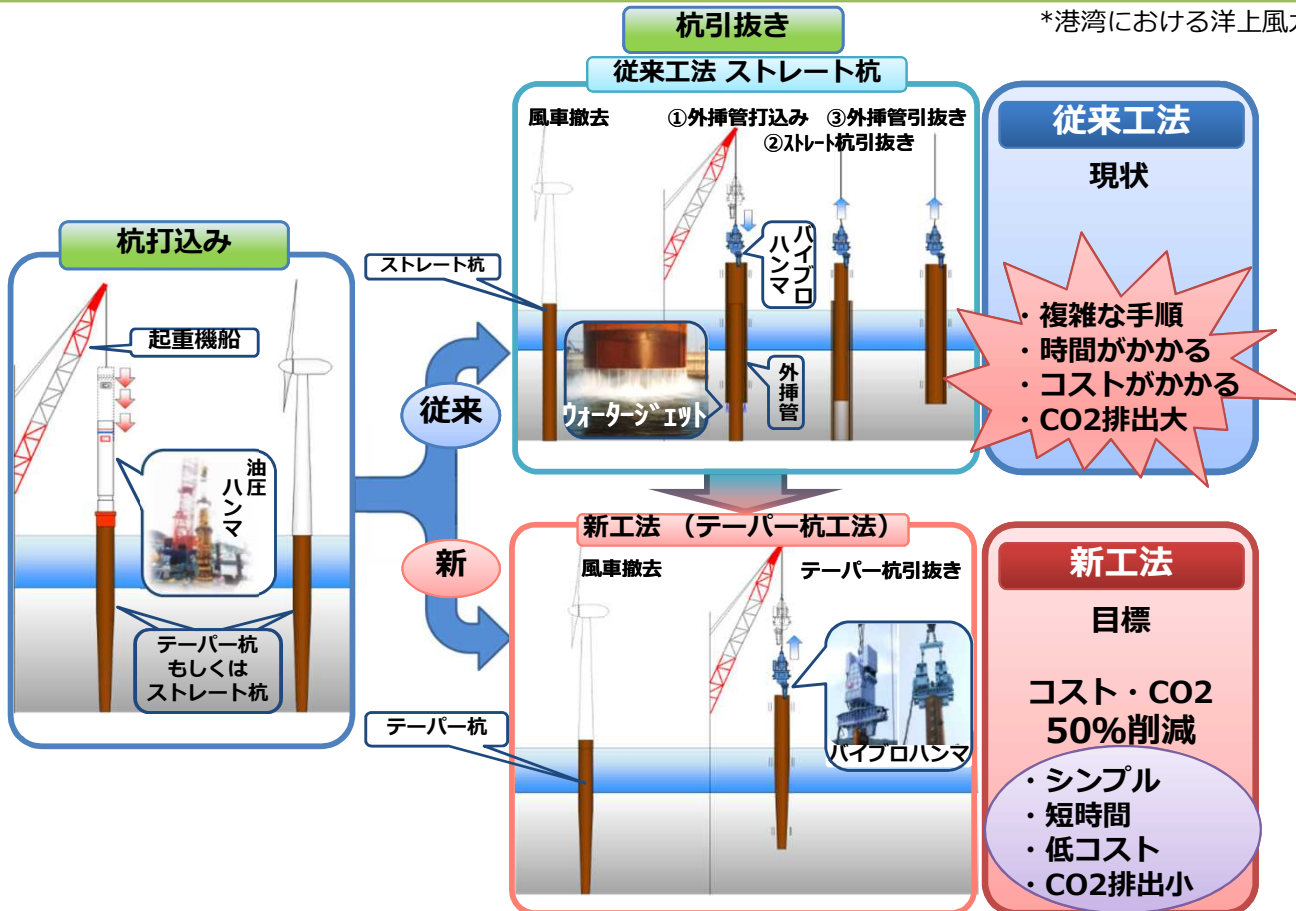 *港湾における洋上風
杭引抜き
従来工法 ストレート杭
風車撤去
①外挿管打込み
③外挿管引抜き
②ストレート杭引抜き
バイブロ
ハンマ
ストレート杭
ウォータージェット
外挿管
従来工法
現状
・複雑な手順
・時間がかかる
・コストがかかる
・CO2排出大
杭打込み
起重機船
油圧
ハンマ
テーパー杭
もしくは
ストレート杭
従来
新
新工法 （テーパー杭工法）
風車撤去
テーパー杭引抜き
テーパー杭
バイブロハンマ
新工法
目標
コスト・CO2
50%削減
・シンプル
・短時間
・低コスト
・CO2排出小